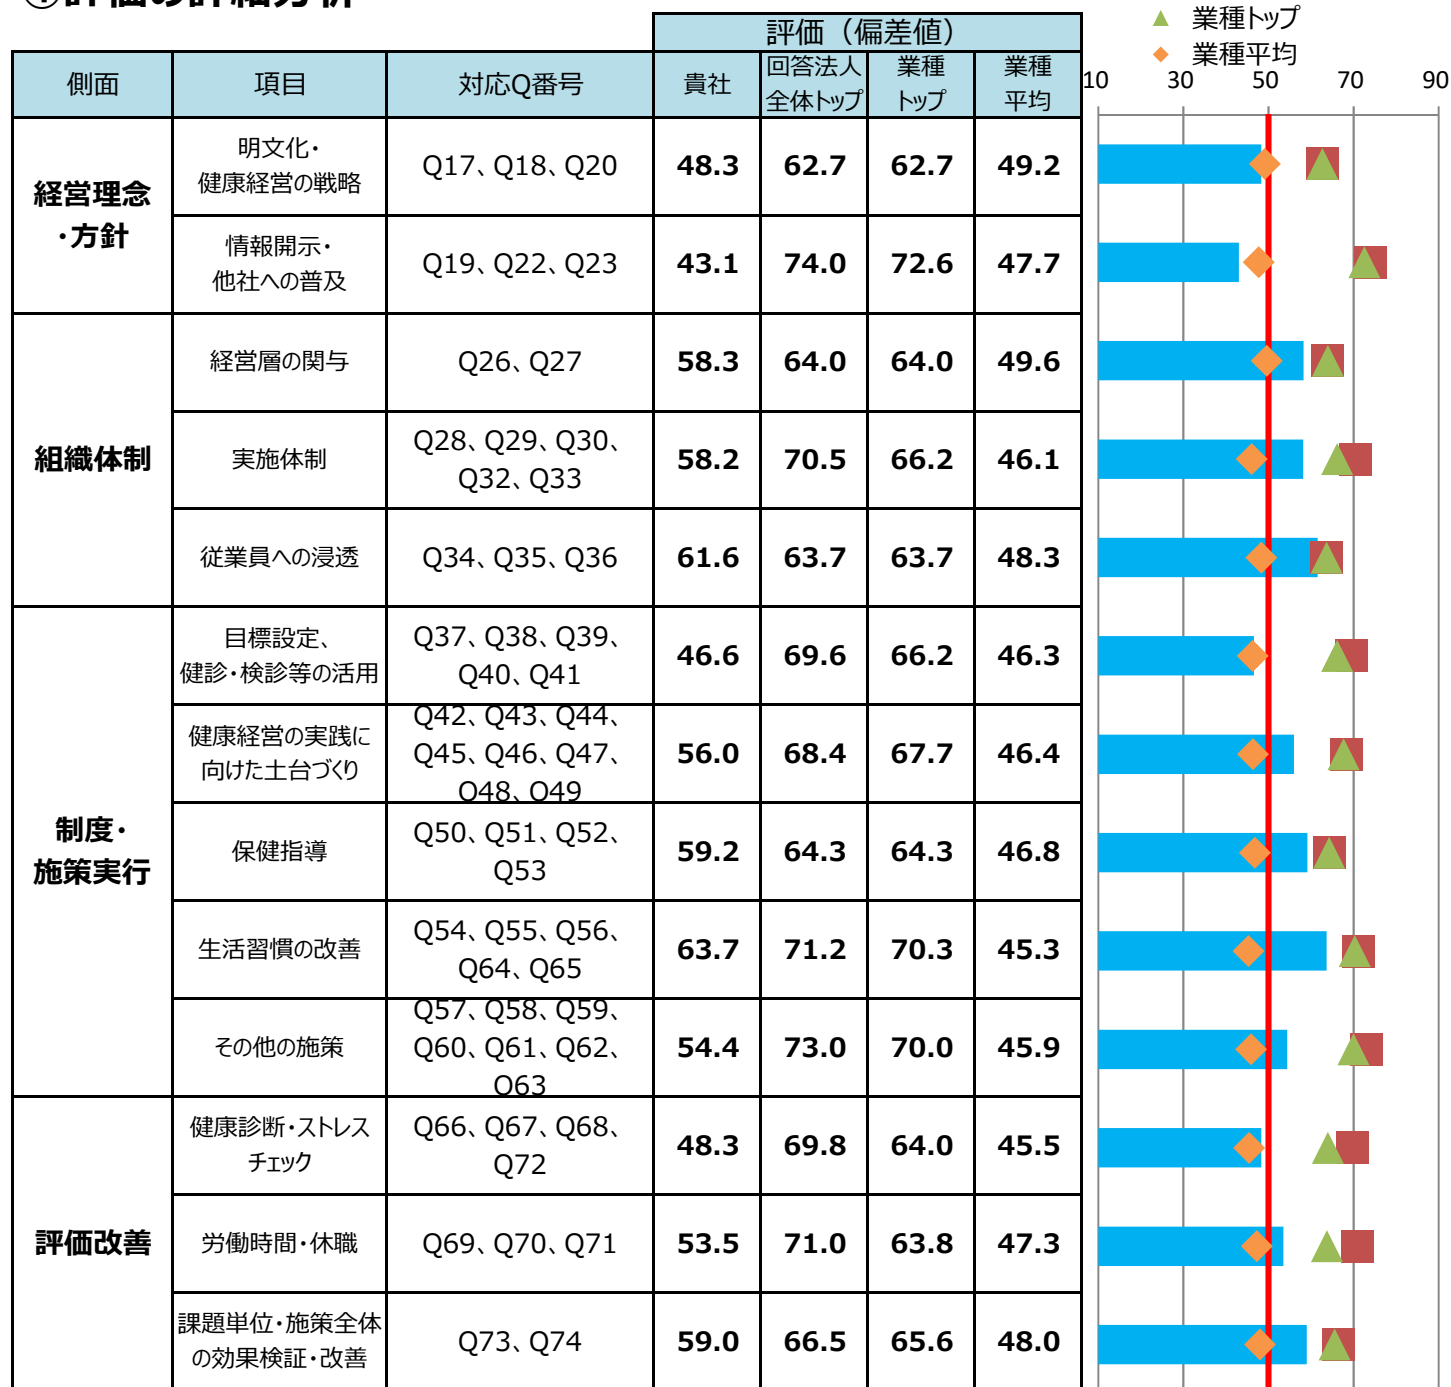 ①評価の詳細分析
▲ 業種トップ
◆ 業種平均
評価（偏差値）
側面 項目 対応Q番号 貴社 回答法人全体トップ 業種トップ 業種平均
10 30 50 70 90
経営理念
・方針
明文化・
健康経営の戦略
Q17、Q18、Q20 48.3 62.7 62.7 49.2
情報開示・
他社への普及
Q19、Q22、Q23 43.1 74.0 72.6 47.7
組織体制
経営層の関与 Q26、Q27 58.3 64.0 64.0 49.6
実施体制
Q28、Q29、Q30、
Q32、Q33
58.2 70.5 66.2 46.1
従業員への浸透 Q34、Q35、Q36 61.6 63.7 63.7 48.3
制度・
施策実行
目標設定、
健診・検診等の活用
Q37、Q38、Q39、
Q40、Q41
46.6 69.6 66.2 46.3
健康経営の実践に
向けた土台づくり
Q42、Q43、Q44、
Q45、Q46、Q47、
Q48、Q49
56.0 68.4 67.7 46.4
保健指導
Q50、Q51、Q52、
Q53
59.2 64.3 64.3 46.8
生活習慣の改善
Q54、Q55、Q56、
Q64、Q65
63.7 71.2 70.3 45.3
その他の施策
Q57、Q58、Q59、
Q60、Q61、Q62、
Q63
54.4 73.0 70.0 45.9
評価改善
健康診断・ストレス
チェック
Q66、Q67、Q68、
Q72
48.3 69.8 64.0 45.5
労働時間・休職 Q69、Q70、Q71 53.5 71.0 63.8 47.3
課題単位・施策全体
の効果検証・改善
Q73、Q74 59.0 66.5 65.6 48.0